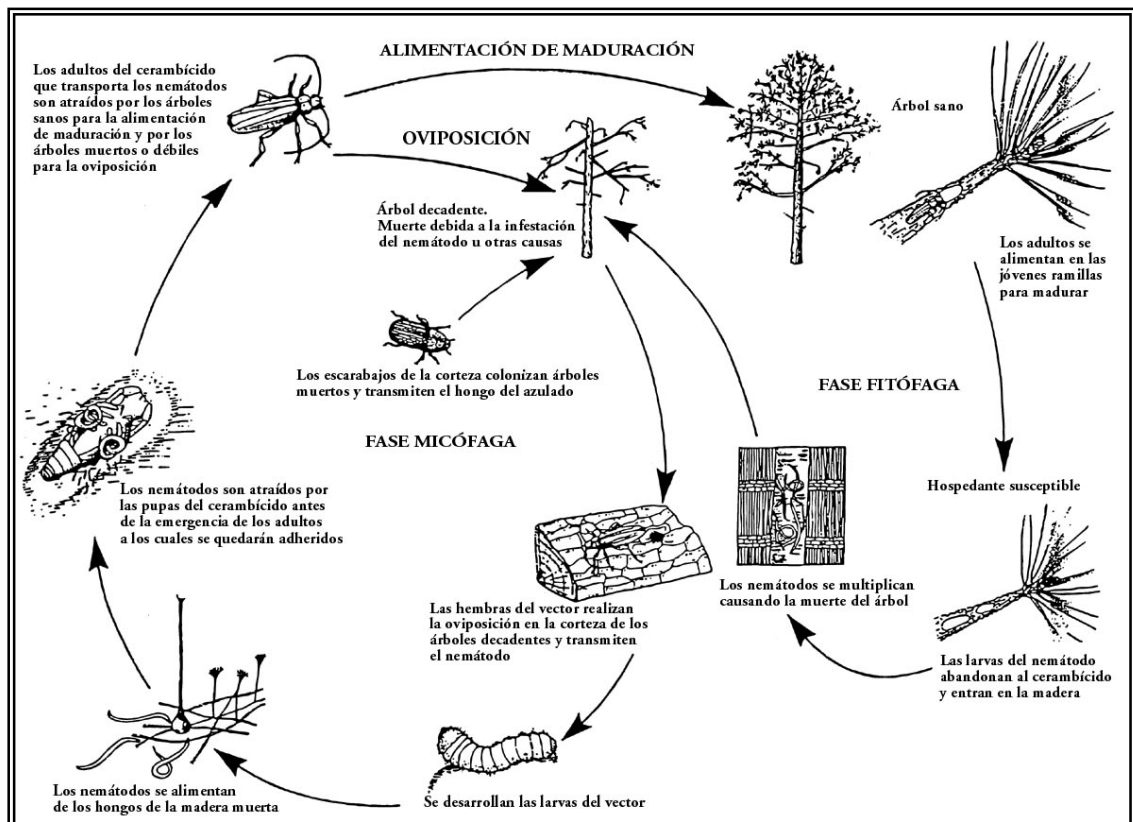 ALIMENTACIÓN DE MADURACIÓN
Los adultos del cerambícido
que transporta los nemátodos
son atraídos por los árboles
sanos para la alimentación
de maduración y por los
árboles muertos o débiles
para la oviposición
Árbol sano
OVIPOSICIÓN
Árbol decadente.
Muerte debida a la infestación
del nemátodo u otras causas
Los adultos se
alimentan en las
jóvenes ramillas
para madurar
Los escarabajos de la corteza colonízan árboles
muertos y transmiten el hongo del azulado
FASE FITÓFAGA
FASE MICÓFAGA
Hospedante susceptible
Los nemátodos son atraídos por
las pupas del cerambícido antes
de la emergencia de los adultos
a los cuales se quedarán adheridos
Los nemátodos se multiplican
causando la muerte del árbol
Las hembras del vector realizan
la oviposición en la corteza de los
árboles decadentes y transmiten
el nemátodo
Las larvas del nemátodo
abandonan al cerambícido
y entran en la madera
Los nemátodos se alimentan
de los hongos de la madera muerta
Se desarrollan las larvas del vector